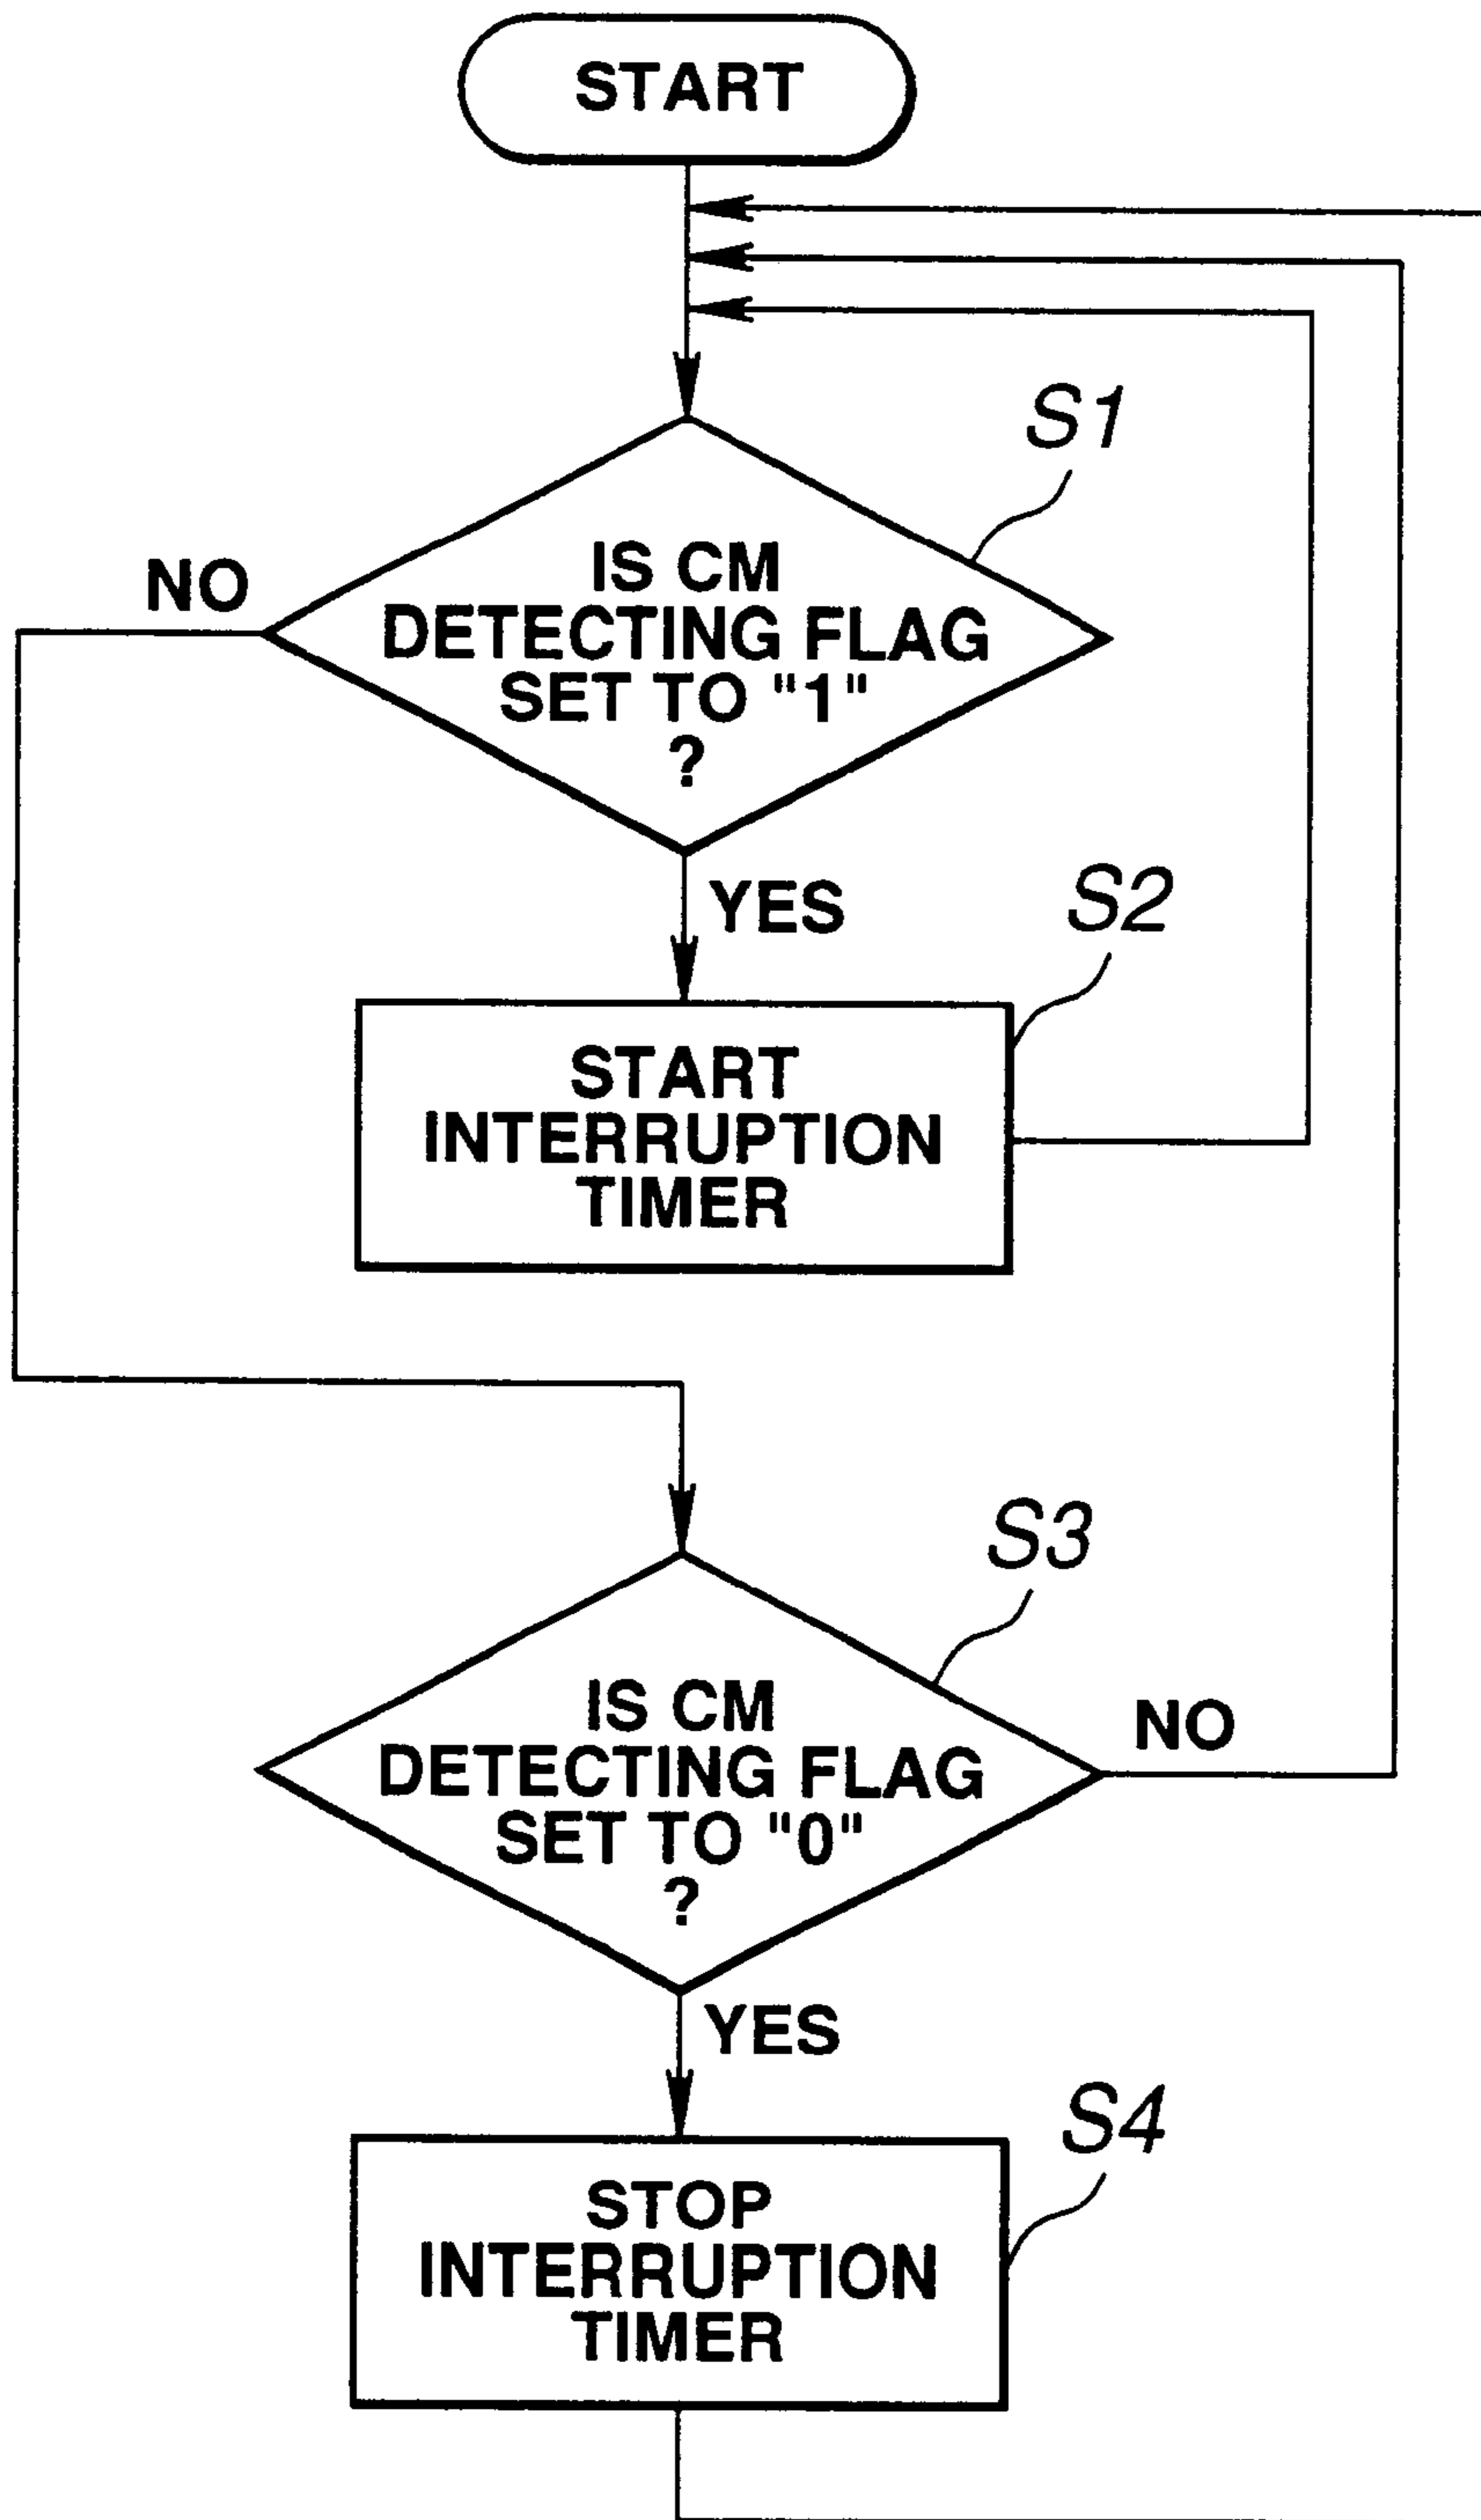 START
S1
NO
IS CM
DETECTING FLAG
SET TO "1"
?
YES
S2
START
INTERRUPTION
TIMER
S3
IS CM
DETECTING FLAG
SET TO "0"
?
NO
YES
S4
STOP
INTERRUPTION
TIMER